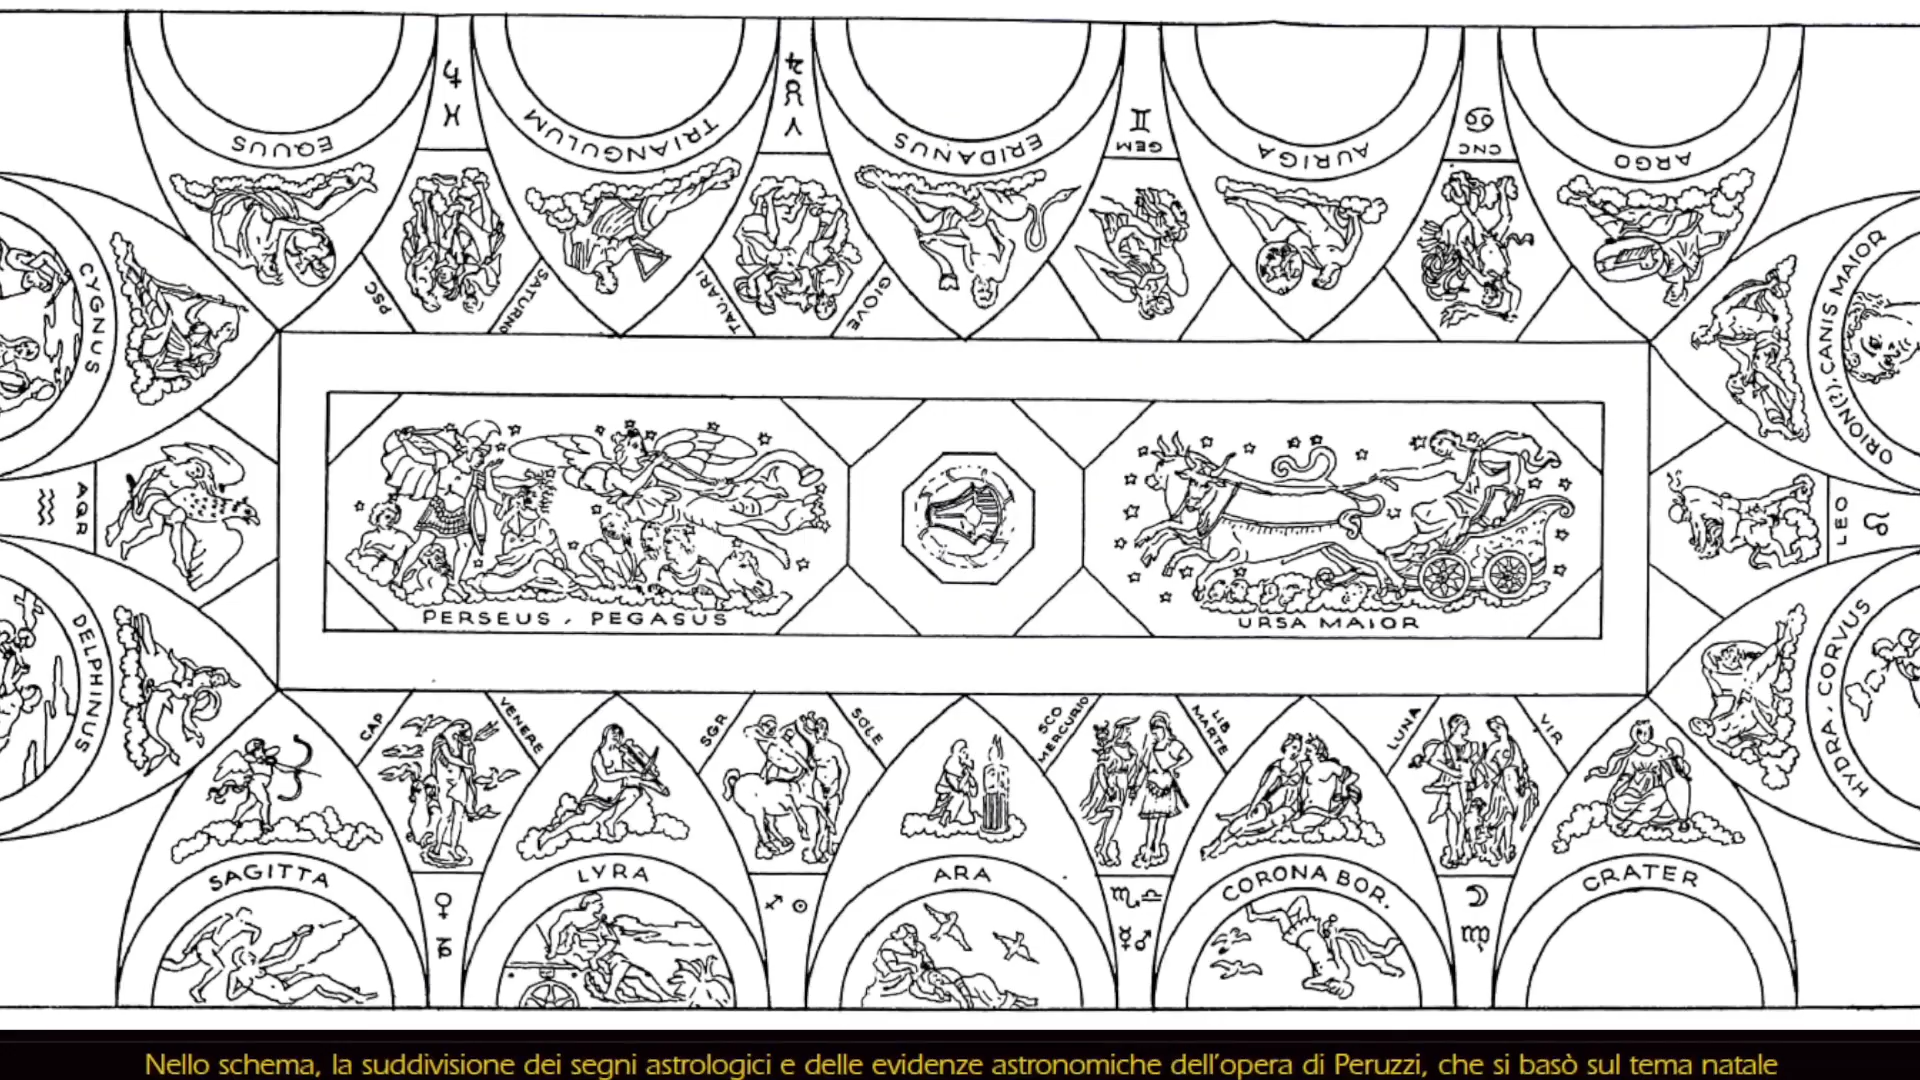 ♄ ♓
♃ ♉ ♈
♊
♋
EQUUS
TRIANGULUM
ERIDANUS
GEM
AURIGA
CNC
ARGO
CYGNUS
ORION(?), CANIS MAIOR
PSC
SATURNO
TAU, ARI
GIOVE
♒ AQR
LEO ♌
PERSEUS, PEGASUS
URSA MAIOR
DELPHINUS
HYDRA, CORVUS
CAP
VENERE
SGR
SOLE
SCO
MERCURIO
LIB
MARTE
LUNA
VIR
SAGITTA
LYRA
ARA
CORONA BOR.
CRATER
♀
♑
♐ ☉
♏ ♎
☿ ♂
☽
♍
Nello schema, la suddivisione dei segni astrologici e delle evidenze astronomiche dell'opera di Peruzzi, che si basò sul tema natale